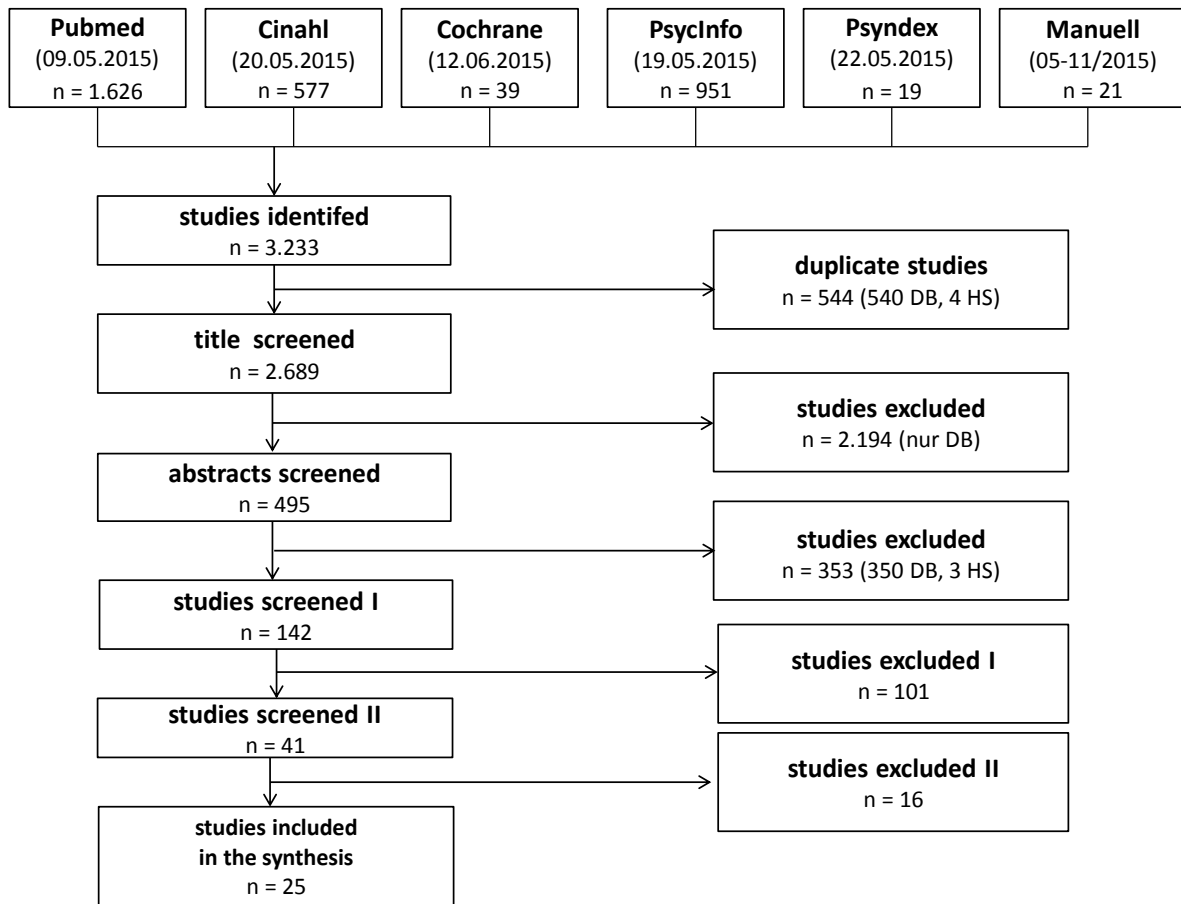 Pubmed
(09.05.2015)
n = 1.626
Cinahl
(20.05.2015)
n = 577
Cochrane
(12.06.2015)
n = 39
PsycInfo
(19.05.2015)
n = 951
Psyndex
(22.05.2015)
n = 19
Manuell
(05-11/2015)
n = 21
studies identifed
n = 3.233
duplicate studies
n = 544 (540 DB, 4 HS)
title screened
n = 2.689
studies excluded
n = 2.194 (nur DB)
abstracts screened
n = 495
studies excluded
n = 353 (350 DB, 3 HS)
studies screened I
n = 142
studies excluded I
n = 101
studies screened II
n = 41
studies excluded II
n = 16
studies included
in the synthesis
n = 25